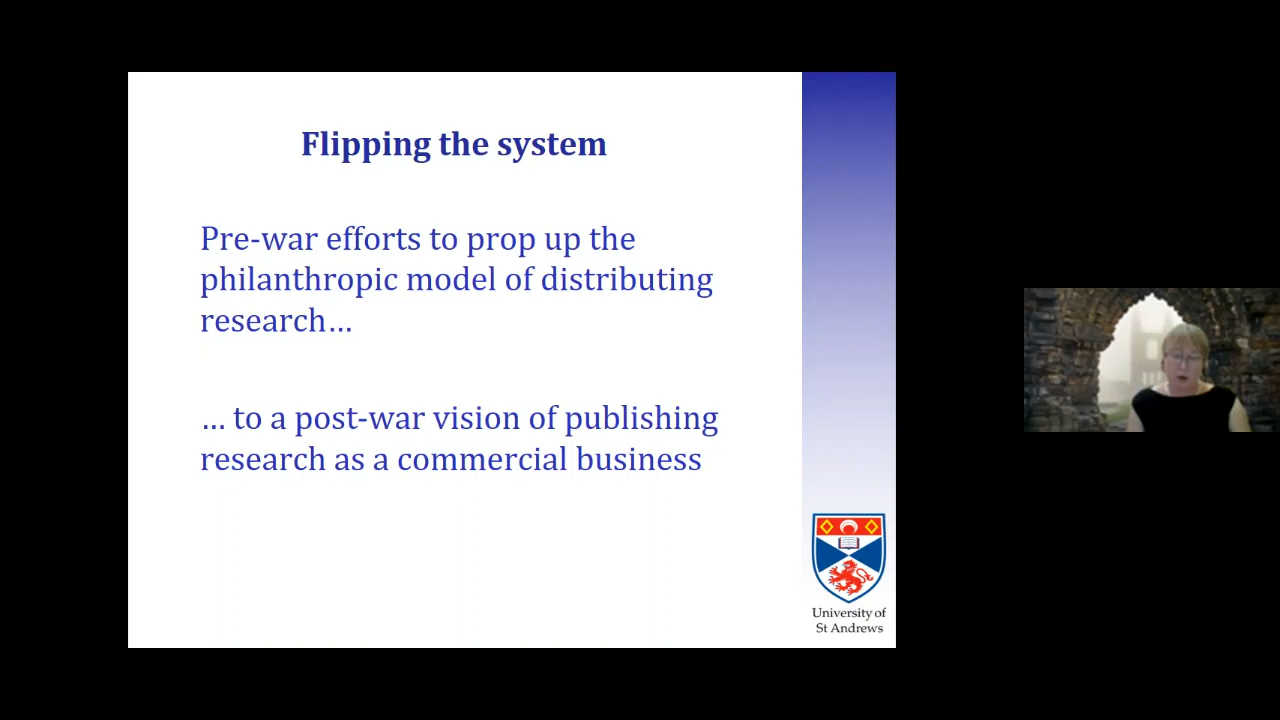 Flipping the system
Pre-war efforts to prop up the
philanthropic model of distributing
research…
… to a post-war vision of publishing
research as a commercial business
University of
St Andrews